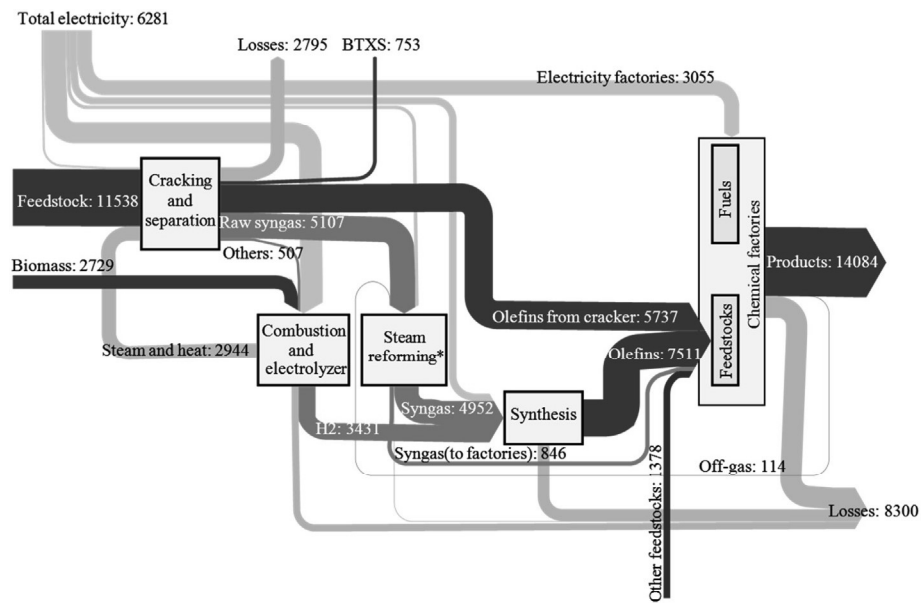 Total electricity: 6281
Losses: 2795
BTXS: 753
Electricity factories: 3055
Cracking
and
separation
Feedstock: 11538
Raw syngas: 5107
Others: 507
Biomass: 2729
Fuels
Chemical factories
Products: 14084
Feedstocks
Olefins from cracker: 5737
Combustion
and
electrolyzer
Steam
reforming*
Steam and heat: 2944
Olefins: 7511
Syngas: 4952
Synthesis
H2: 3431
Syngas(to factories): 846
Other feedstocks: 1378
Off-gas: 114
Losses: 8300